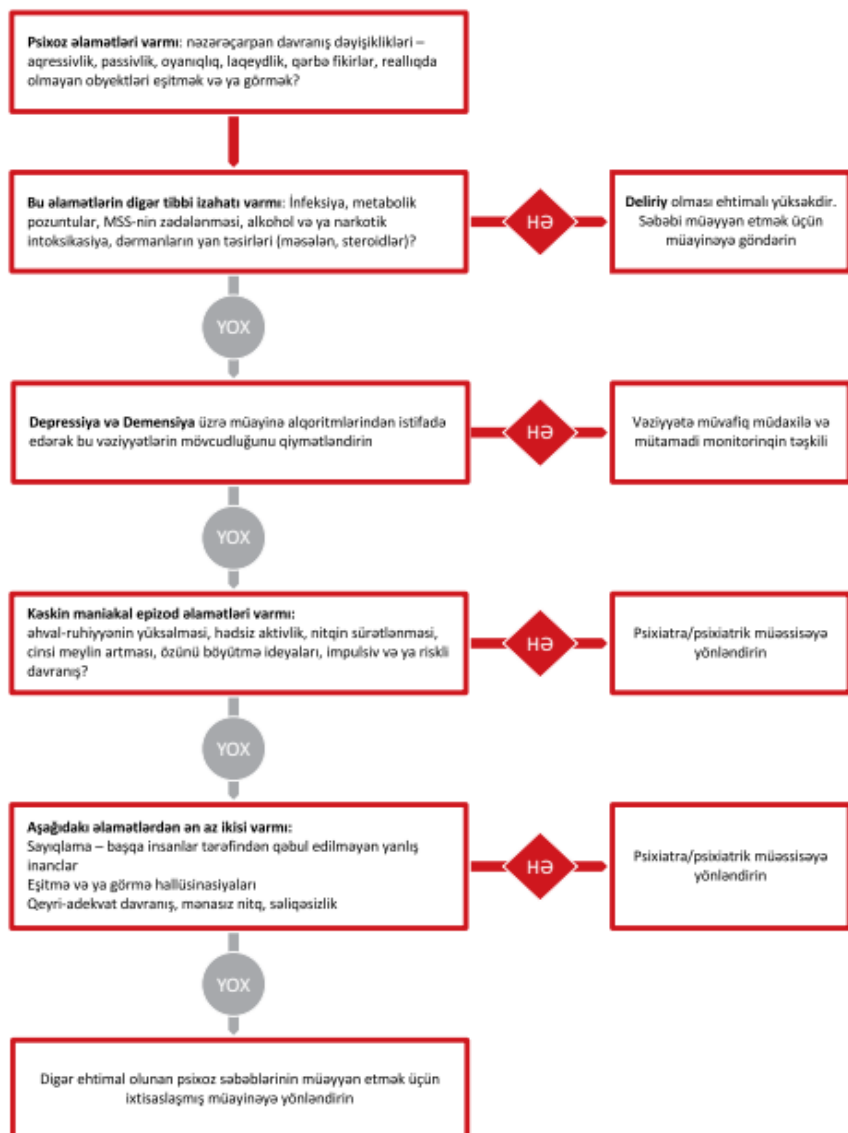 Psixoz əlamətləri varmı: nəzərəçarpan davranış dəyişiklikləri –
aqressivlik, passivlik, oyanıqlıq, laqeydlik, qərbə fikirlər, reallıqda
olmayan obyektləri eşitmək və ya görmək?
Bu əlamətlərin digər tibbi izahatı varmı: İnfeksiya, metabolik
pozuntular, MSS-nin zədələnməsi, alkohol və ya narkotik
intoksikasiya, dərmanların yan təsirləri (məsələn, steroidlər)?
HƏ
Deliriy olması ehtimalı yüksəkdir.
Səbəbi müəyyən etmək üçün
müayinəyə göndərin
YOX
Depressiya və Demensiya üzrə müayinə alqoritmlərindən istifadə
edərək bu vəziyyətlərin mövcudluğunu qiymətləndirin
HƏ
Vəziyyətə müvafiq müdaxilə və
mütəmadi monitorinqin təşkili
YOX
Kəskin maniakal epizod əlamətləri varmı:
əhval-ruhiyyənin yüksəlməsi, hədsiz aktivlik, nitqin sürətlənməsi,
cinsi meylin artması, özünü böyütmə ideyaları, impulsiv və ya riskli
davranış?
HƏ
Psixiatra/psixiatrik müəssisəyə
yönləndirin
YOX
Aşağıdakı əlamətlərdən ən az ikisi varmı:
Sayıqlama – başqa insanlar tərəfindən qəbul edilməyən yanlış
inanclar
Eşitmə və ya görmə hallüsinasiyaları
Qeyri-adekvat davranış, mənasız nitq, səliqəsizlik
HƏ
Psixiatra/psixiatrik müəssisəyə
yönləndirin
YOX
Digər ehtimal olunan psixoz səbəblərinin müəyyən etmək üçün
ixtisaslaşmış müayinəyə yönləndirin